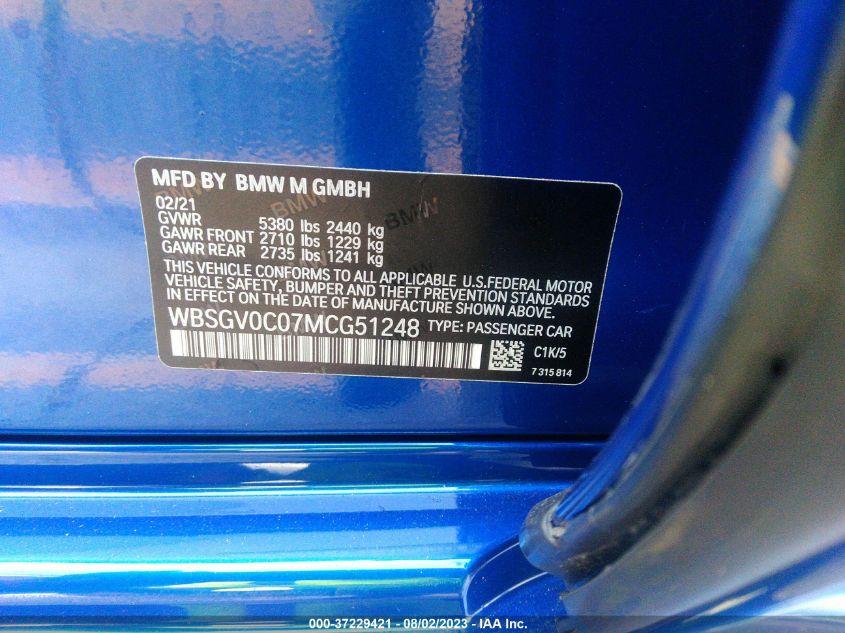 MFD BY BMW M GMBH
02/21
GVWR 5380 lbs 2440 kg
GAWR FRONT 2710 lbs 1229 kg
GAWR REAR 2735 lbs 1241 kg
THIS VEHICLE CONFORMS TO ALL APPLICABLE U.S.FEDERAL MOTOR
VEHICLE SAFETY, BUMPER AND THEFT PREVENTION STANDARDS
IN EFFECT ON THE DATE OF MANUFACTURE SHOWN ABOVE.
WBSGV0C07MCG51248 TYPE: PASSENGER CAR
C1K/5
7 315 814
000-37229421 - 08/02/2023 - IAA Inc.